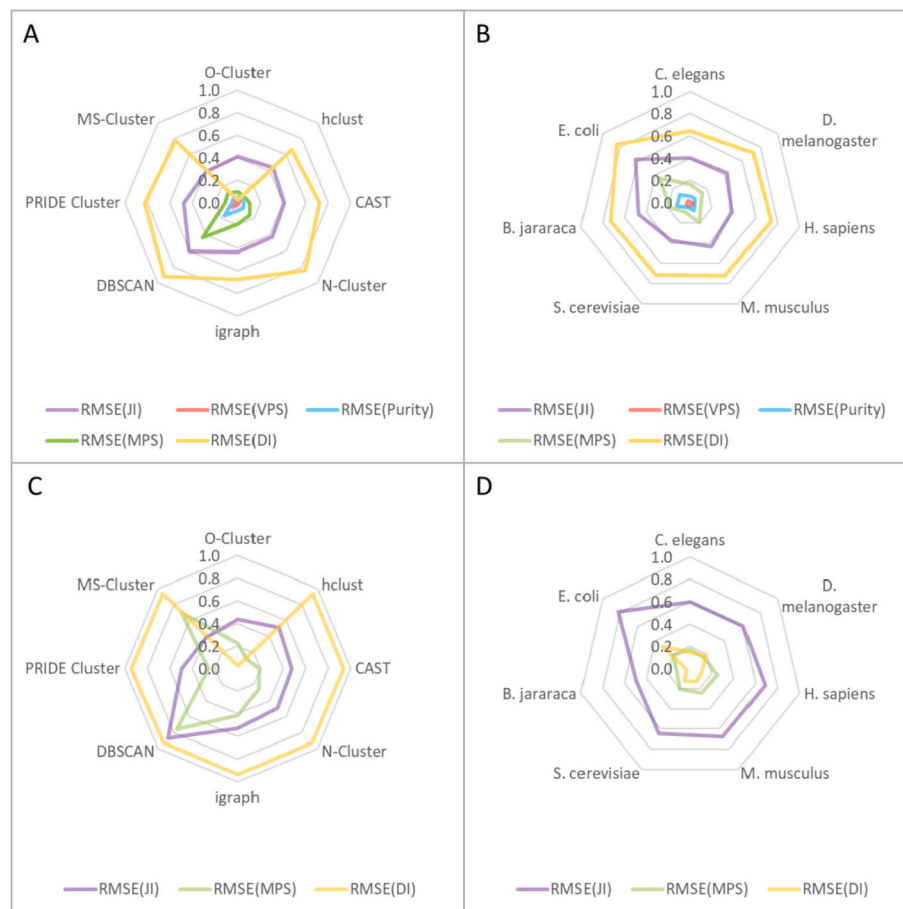 A
O-Cluster
1.0
MS-Cluster
0.8
hclust
0.6
0.4
0.2
PRIDE Cluster
0.0
CAST
DBSCAN
N-Cluster
igraph
RMSE(JI) RMSE(VPS) RMSE(Purity)
RMSE(MPS) RMSE(DI)
B
C. elegans
1.0
E. coli
0.8
D.
melanogaster
0.6
0.4
0.2
0.0
B. jararaca
H. sapiens
S. cerevisiae
M. musculus
RMSE(JI) RMSE(VPS) RMSE(Purity)
RMSE(MPS) RMSE(DI)
C
O-Cluster
1.0
MS-Cluster
0.8
hclust
0.6
0.4
0.2
PRIDE Cluster
0.0
CAST
DBSCAN
N-Cluster
igraph
RMSE(JI) RMSE(MPS) RMSE(DI)
D
C. elegans
1.0
E. coli
0.8
D.
melanogaster
0.6
0.4
0.2
0.0
B. jararaca
H. sapiens
S. cerevisiae
M. musculus
RMSE(JI) RMSE(MPS) RMSE(DI)